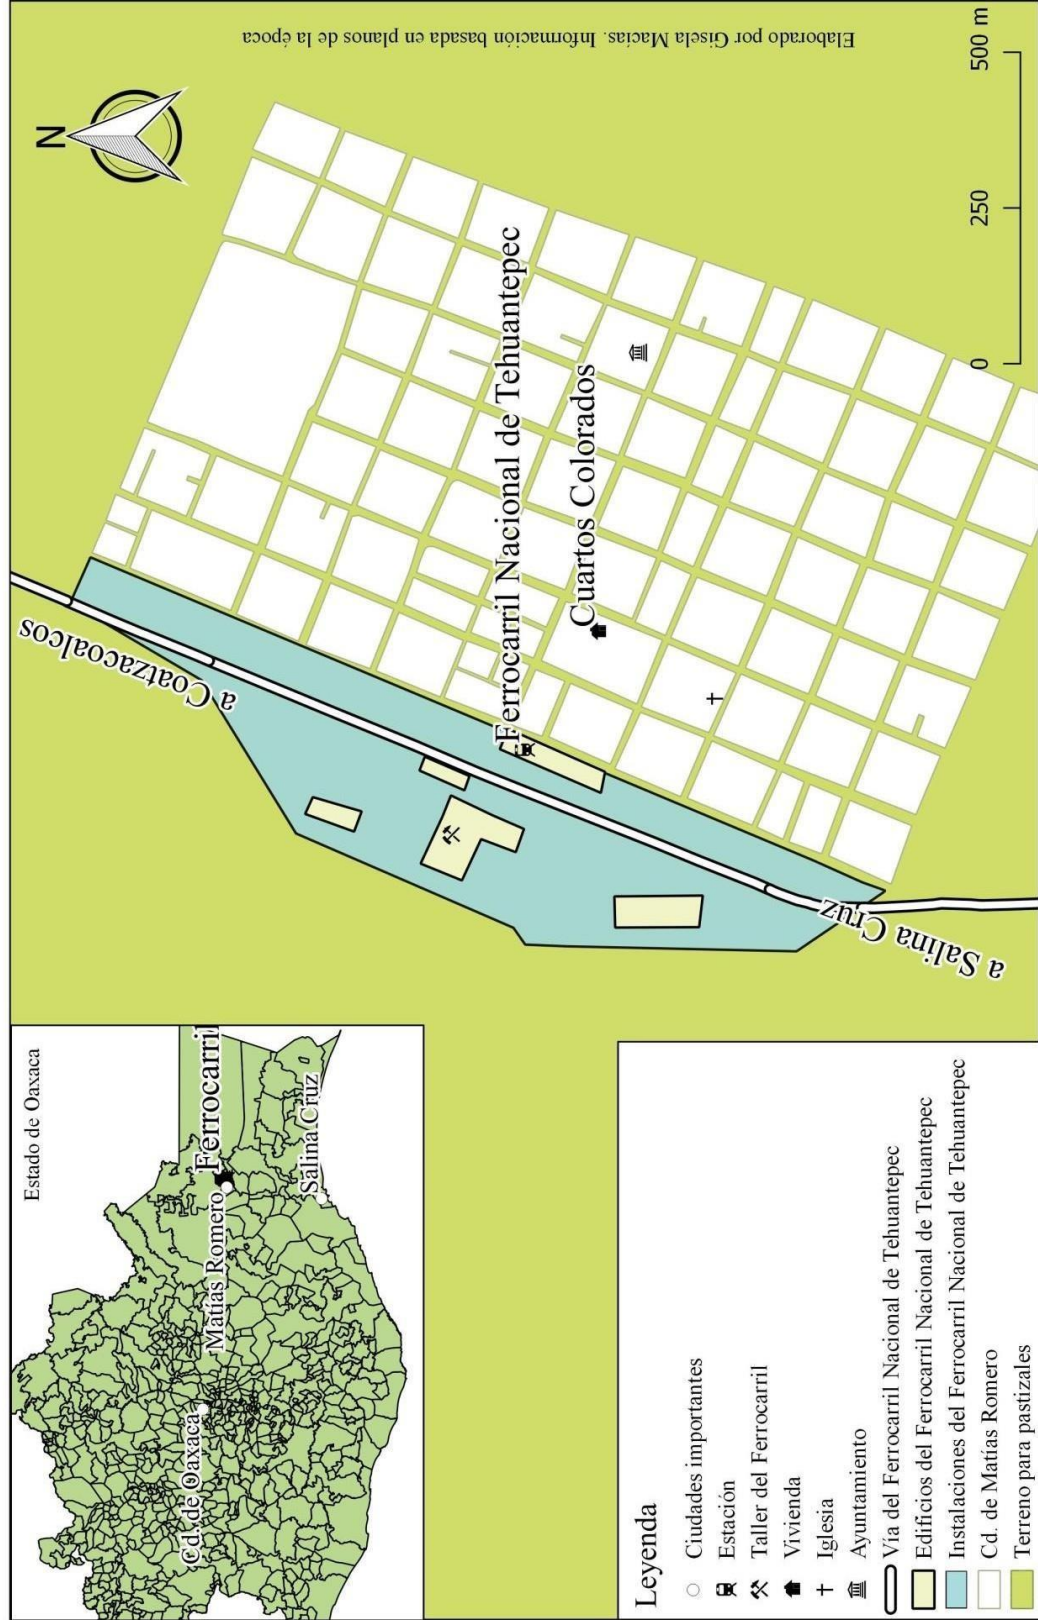 Estado de Oaxaca
Cd. de Oaxaca
Matías Romero
Ferrocarril
Salina Cruz
N
a Coatzacoalcos
Ferrocarril Nacional de Tehuantepec
Cuartos Colorados
a Salina Cruz
Elaborado por Gisela Macías. Información basada en planos de la época
0 250 500 m
Leyenda
Ciudades importantes
Estación
Taller del Ferrocarril
Vivienda
Iglesia
Ayuntamiento
Via del Ferrocarril Nacional de Tehuantepec
Edificios del Ferrocarril Nacional de Tehuantepec
Instalaciones del Ferrocarril Nacional de Tehuantepec
Cd. de Matías Romero
Terreno para pastizales